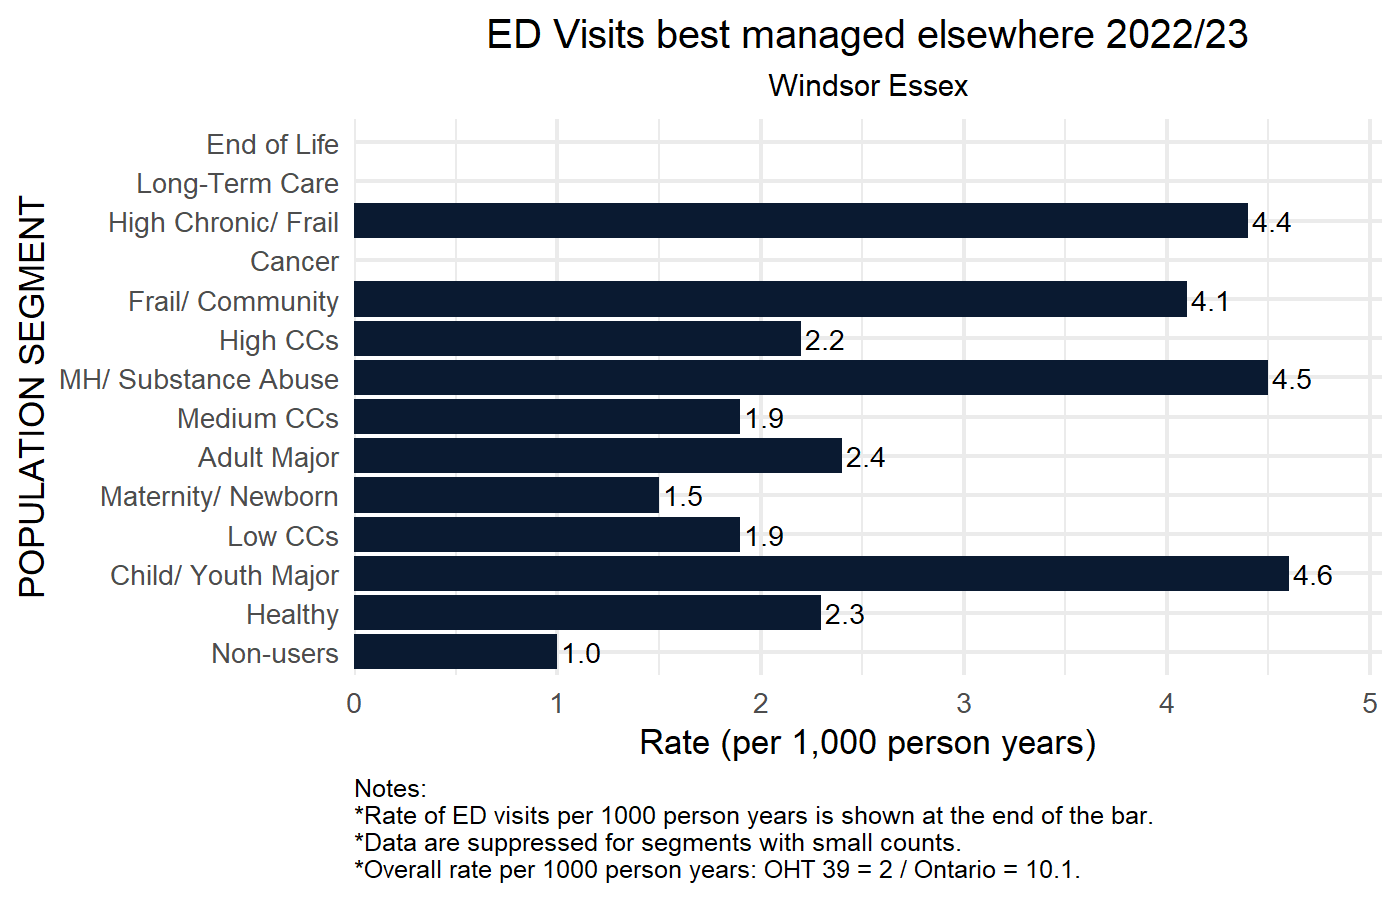 ED Visits best managed elsewhere 2022/23
Windsor Essex
POPULATION SEGMENT
End of Life
Long-Term Care
High Chronic/ Frail 4.4
Cancer
Frail/ Community 4.1
High CCs 2.2
MH/ Substance Abuse 4.5
Medium CCs 1.9
Adult Major 2.4
Maternity/ Newborn 1.5
Low CCs 1.9
Child/ Youth Major 4.6
Healthy 2.3
Non-users 1.0
0 1 2 3 4 5
Rate (per 1,000 person years)
Notes:
*Rate of ED visits per 1000 person years is shown at the end of the bar.
*Data are suppressed for segments with small counts.
*Overall rate per 1000 person years: OHT 39 = 2 / Ontario = 10.1.